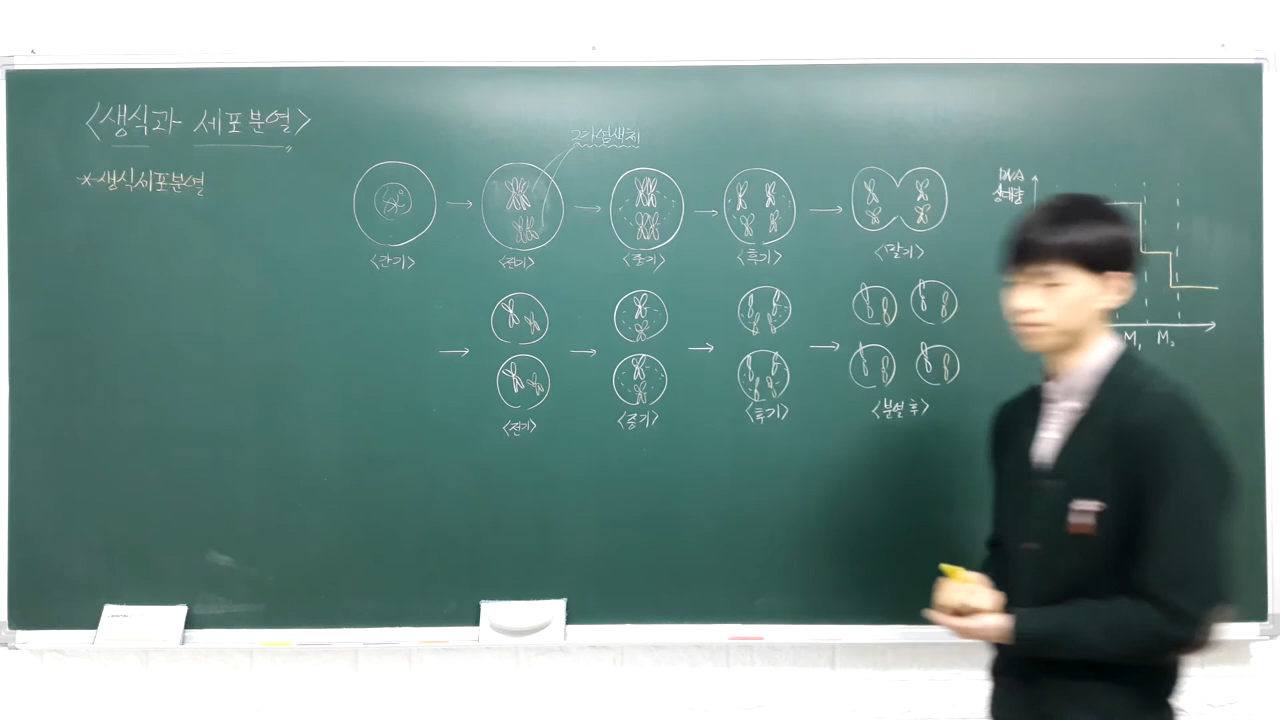 <생식과 세포분열>
*생식세포분열
2가염색체
DNA
상대량
<간기>
<전기>
<중기>
<후기>
<말기>
<전기>
<중기>
<후기>
<분열 후>
M₁ M₂